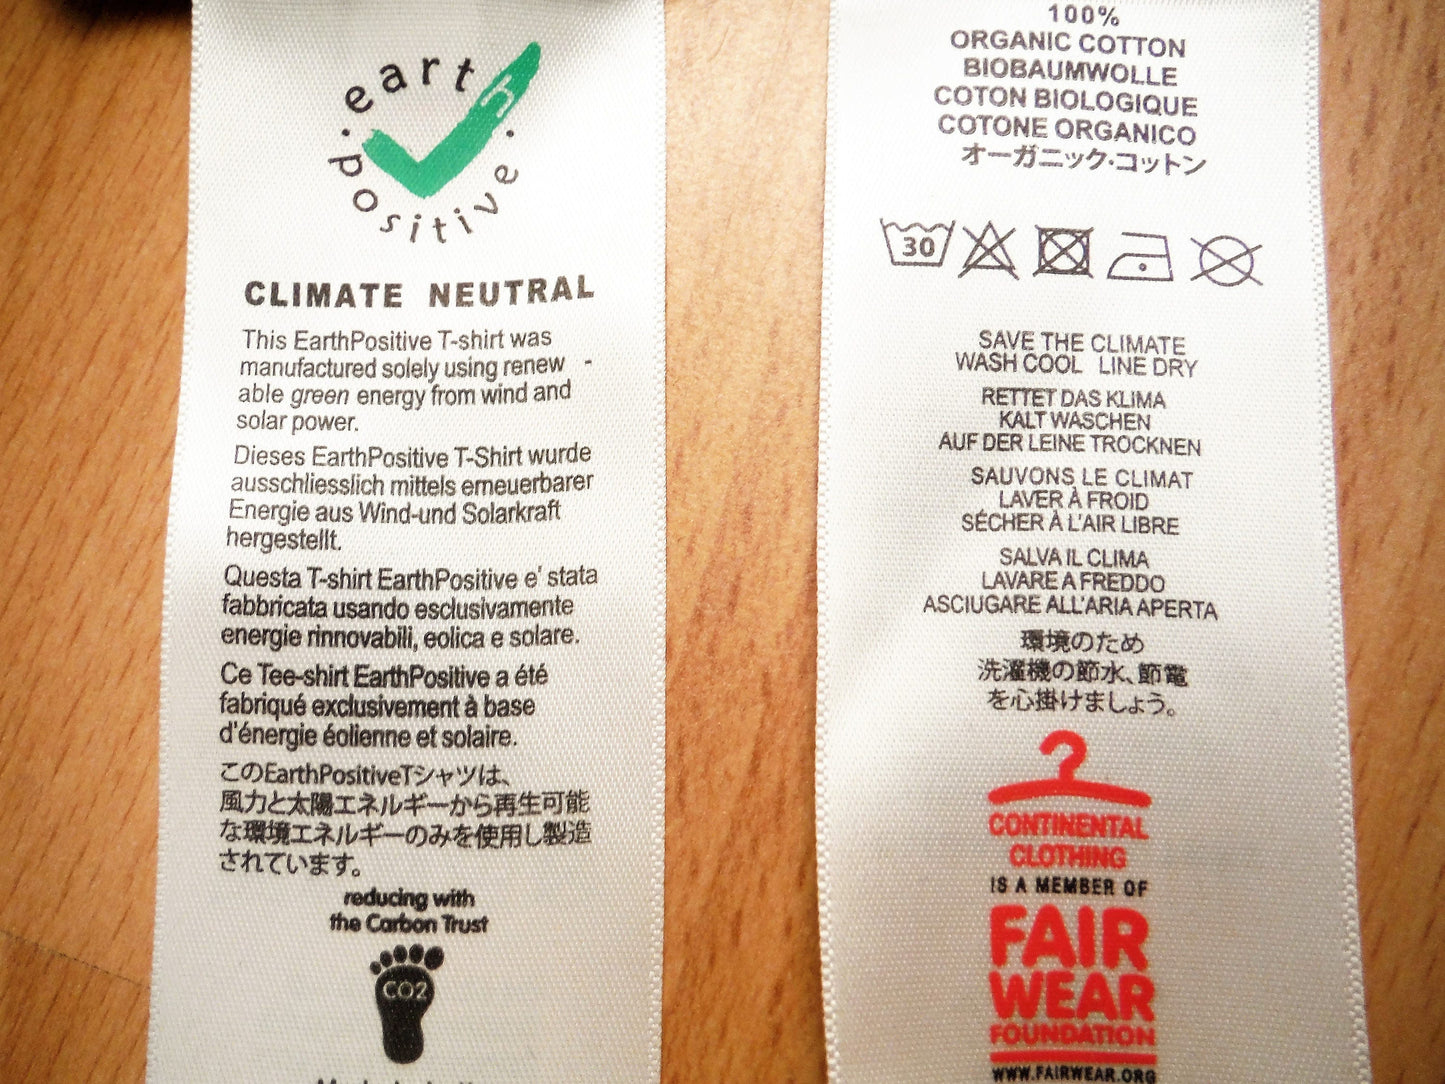 earth
·positive·
CLIMATE NEUTRAL
This EarthPositive T-shirt was
manufactured solely using renew -
able green energy from wind and
solar power.
Dieses EarthPositive T-Shirt wurde
ausschliesslich mittels erneuerbarer
Energie aus Wind-und Solarkraft
hergestellt.
Questa T-shirt EarthPositive e' stata
fabbricata usando esclusivamente
energie rinnovabili, eolica e solare.
Ce Tee-shirt EarthPositive a été
fabriqué exclusivement à base
d'énergie éolienne et solaire.
このEarthPositiveTシャツは、
風力と太陽エネルギーから再生可能
な環境エネルギーのみを使用し製造
されています。
reducing with
the Carbon Trust
CO2
100%
ORGANIC COTTON
BIOBAUMWOLLE
COTON BIOLOGIQUE
COTONE ORGANICO
オーガニック·コットン
30
SAVE THE CLIMATE
WASH COOL LINE DRY
RETTET DAS KLIMA
KALT WASCHEN
AUF DER LEINE TROCKNEN
SAUVONS LE CLIMAT
LAVER À FROID
SÉCHER À L'AIR LIBRE
SALVA IL CLIMA
LAVARE A FREDDO
ASCIUGARE ALL'ARIA APERTA
環境のため
洗濯機の節水、節電
を心掛けましょう。
CONTINENTAL
CLOTHING
IS A MEMBER OF
FAIR
WEAR
FOUNDATION
WWW.FAIRWEAR.ORG